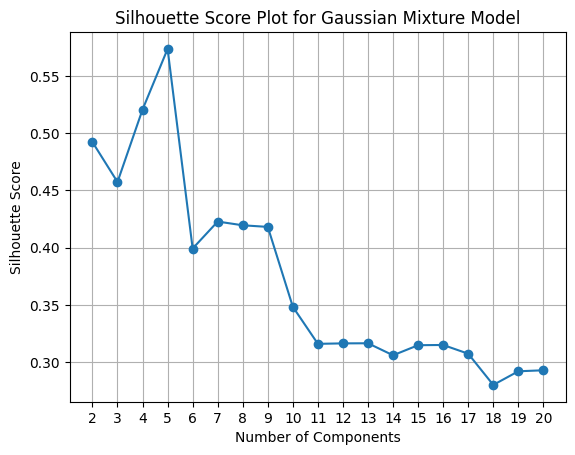 Silhouette Score Plot for Gaussian Mixture Model
0.55
0.50
0.45
0.40
0.35
0.30
Silhouette Score
2 3 4 5 6 7 8 9 10 11 12 13 14 15 16 17 18 19 20
Number of Components